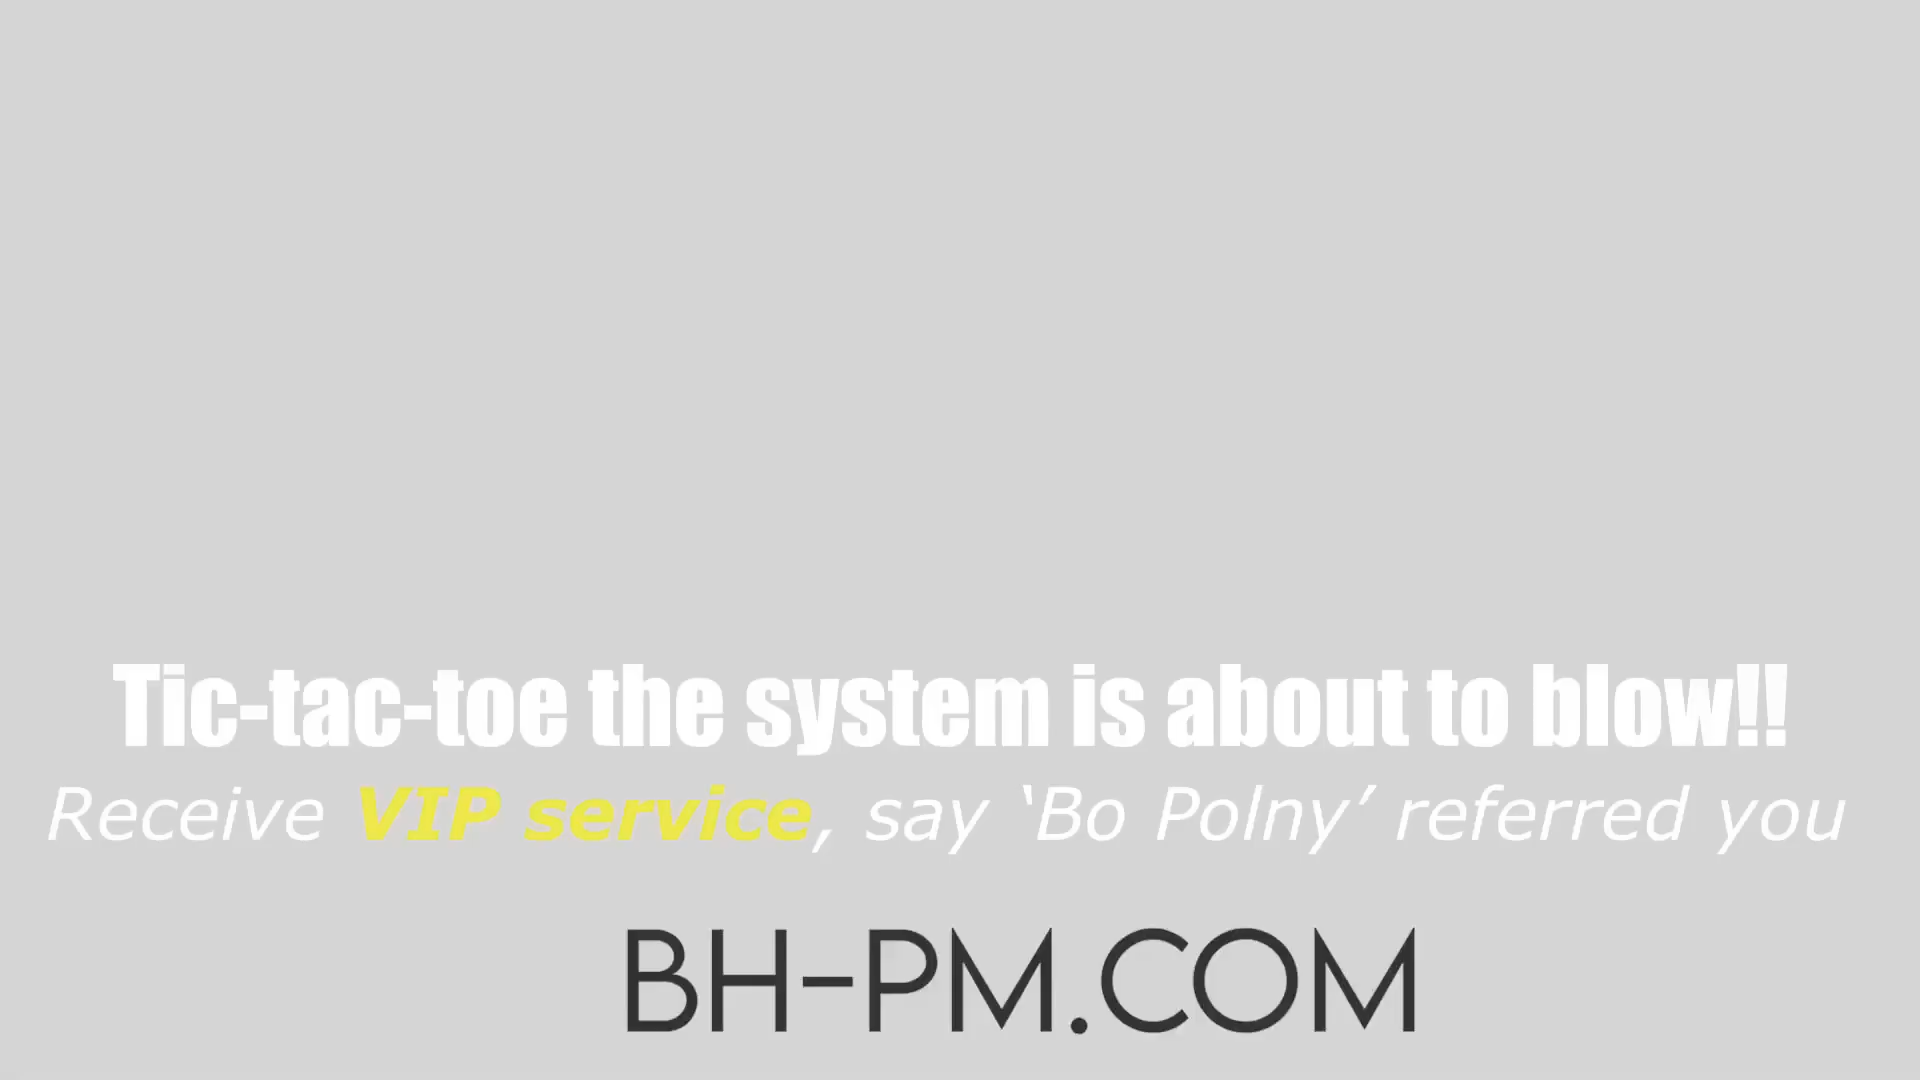 Tic-tac-toe the system is about to blow!!
Receive VIP service, say ‘Bo Polny’ referred you
BH-PM.COM